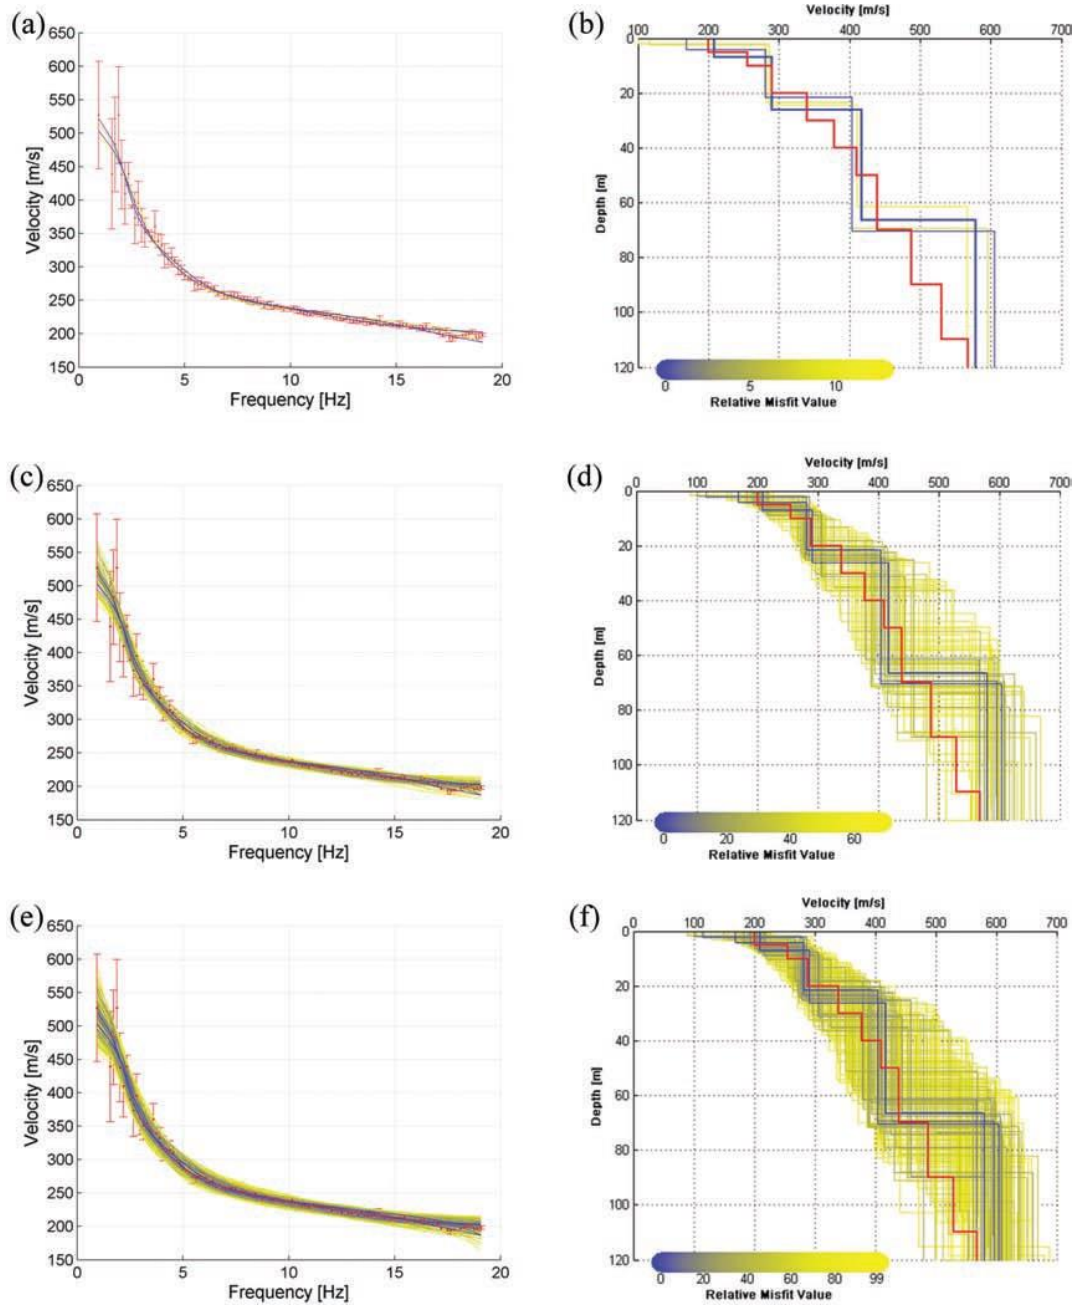 (a)
650
600
550
500
450
400
350
300
250
200
150
Velocity [m/s]
0 5 10 15 20
Frequency [Hz]
(b)
Velocity [m/s]
100 200 300 400 500 600 700
0
20
40
60
80
100
120
Depth [m]
0 5 10
Relative Misfit Value
(c)
650
600
550
500
450
400
350
300
250
200
150
Velocity [m/s]
0 5 10 15 20
Frequency [Hz]
(d)
Velocity [m/s]
0 100 200 300 400 500 600 700
0
20
40
60
80
100
120
Depth [m]
0 20 40 60
Relative Misfit Value
(e)
650
600
550
500
450
400
350
300
250
200
150
Velocity [m/s]
0 5 10 15 20
Frequency [Hz]
(f)
Velocity [m/s]
0 100 200 300 400 500 600 700
0
20
40
60
80
100
120
Depth [m]
0 20 40 60 80 99
Relative Misfit Value